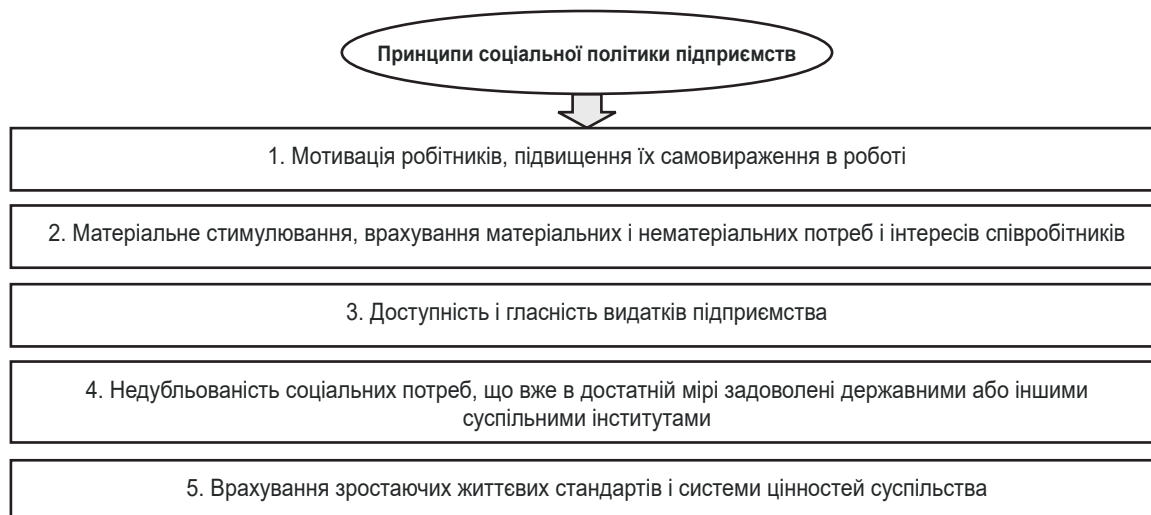 Принципи соціальної політики підприємств
1. Мотивація робітників, підвищення їх самовираження в роботі
2. Матеріальне стимулювання, врахування матеріальних і нематеріальних потреб і інтересів співробітників
3. Доступність і гласність видатків підприємства
4. Недубльованість соціальних потреб, що вже в достатній мірі задоволені державними або іншими
суспільними інститутами
5. Врахування зростаючих життєвих стандартів і системи цінностей суспільства